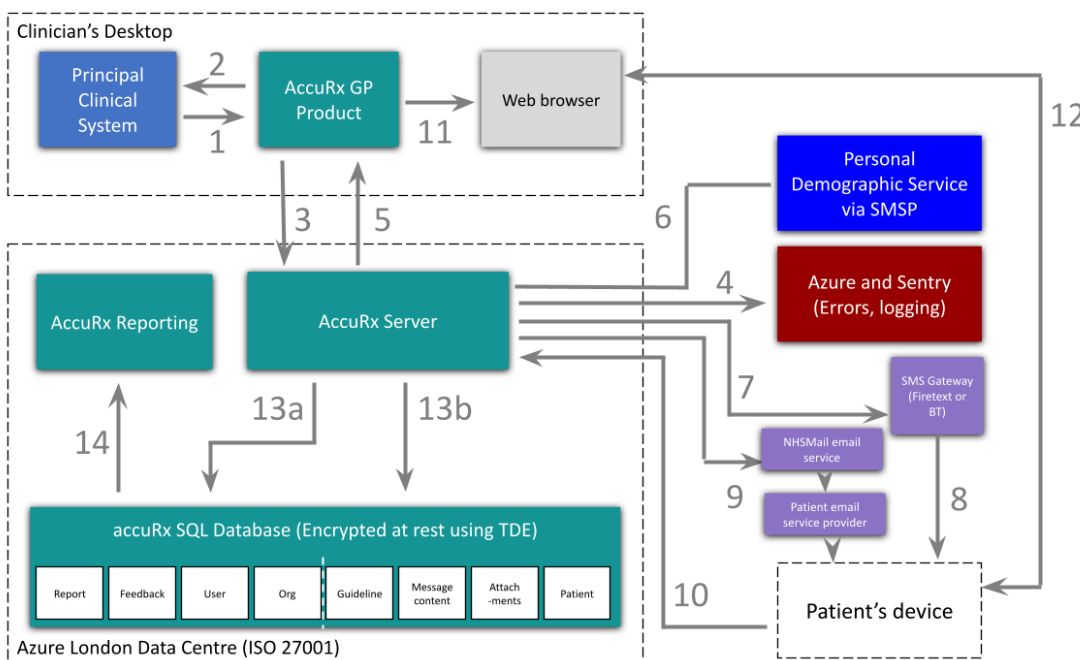 Clinician's Desktop
Principal
Clinical
System
2
1
AccuRx GP
Product
11
Web browser
12
3
5
6
Personal
Demographic Service
via SMSP
4
Azure and Sentry
(Errors, logging)
AccuRx Reporting
AccuRx Server
7
SMS Gateway
(Firetext or
BT)
13a
13b
14
NHSMail email
service
9
Patient email
service provider
8
accuRx SQL Database (Encrypted at rest using TDE)
Report
Feedback
User
Org
Guideline
Message
content
Attach
-ments
Patient
10
Patient's device
Azure London Data Centre (ISO 27001)